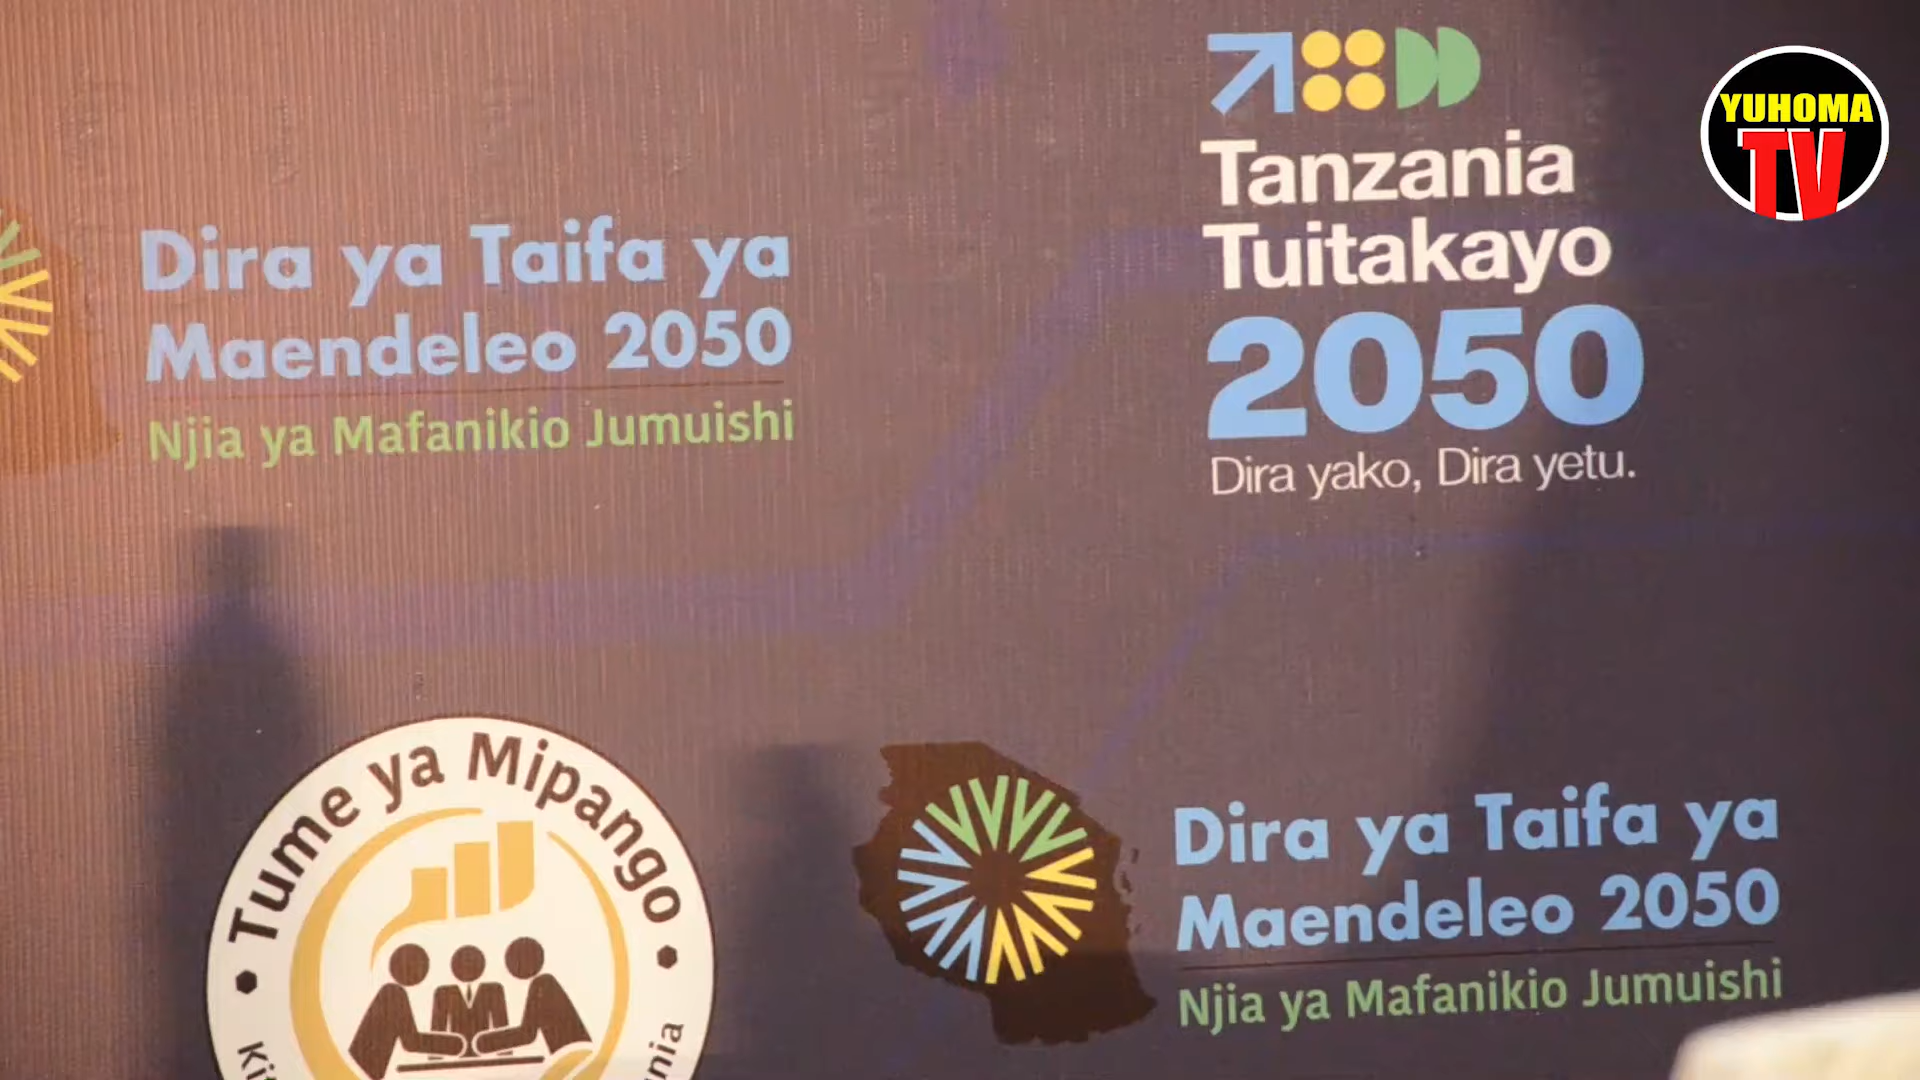 YUHOMA
TV
Tanzania
Tuitakayo
2050
Dira yako, Dira yetu.
Dira ya Taifa ya
Maendeleo 2050
Njia ya Mafanikio Jumuishi
Tume ya Mipango
Dira ya Taifa ya
Maendeleo 2050
Njia ya Mafanikio Jumuishi